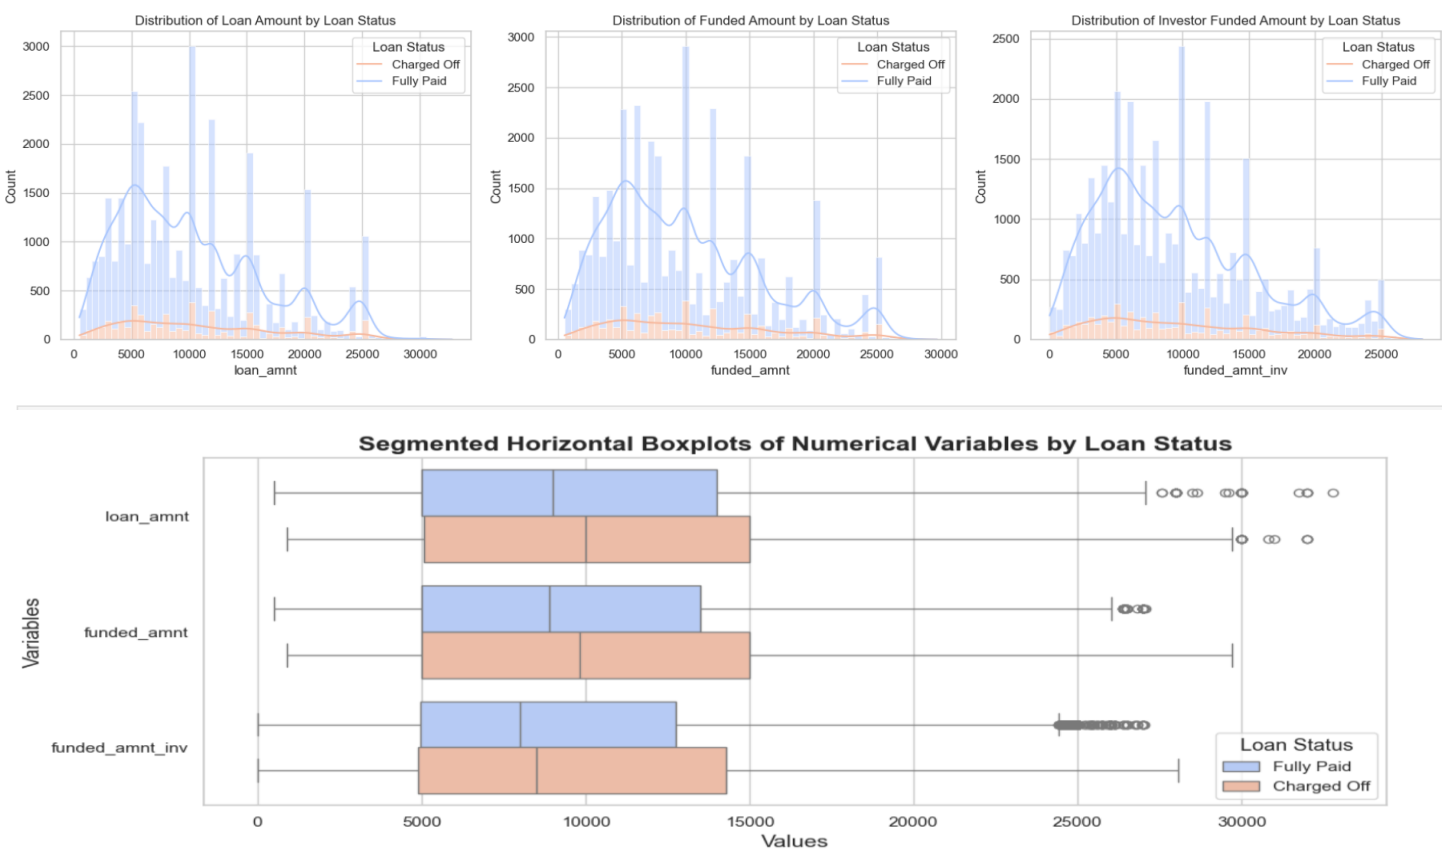 Distribution of Loan Amount by Loan Status
3000
2500
2000
1500
1000
500
0
Count
Loan Status
Charged Off
Fully Paid
0 5000 10000 15000 20000 25000 30000
loan_amnt
Distribution of Funded Amount by Loan Status
3000
2500
2000
1500
1000
500
0
Count
Loan Status
Charged Off
Fully Paid
0 5000 10000 15000 20000 25000 30000
funded_amnt
Distribution of Investor Funded Amount by Loan Status
2500
2000
1500
1000
500
0
Count
Loan Status
Charged Off
Fully Paid
0 5000 10000 15000 20000 25000
funded_amnt_inv
Segmented Horizontal Boxplots of Numerical Variables by Loan Status
Variables
loan_amnt
funded_amnt
funded_amnt_inv
Loan Status
Fully Paid
Charged Off
0 5000 10000 15000 20000 25000 30000
Values